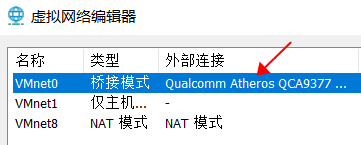 虚拟网络编辑器
名称 类型 外部连接
VMnet0 桥接模式 Qualcomm Atheros QCA9377 ...
VMnet1 仅主机... -
VMnet8 NAT 模式 NAT 模式